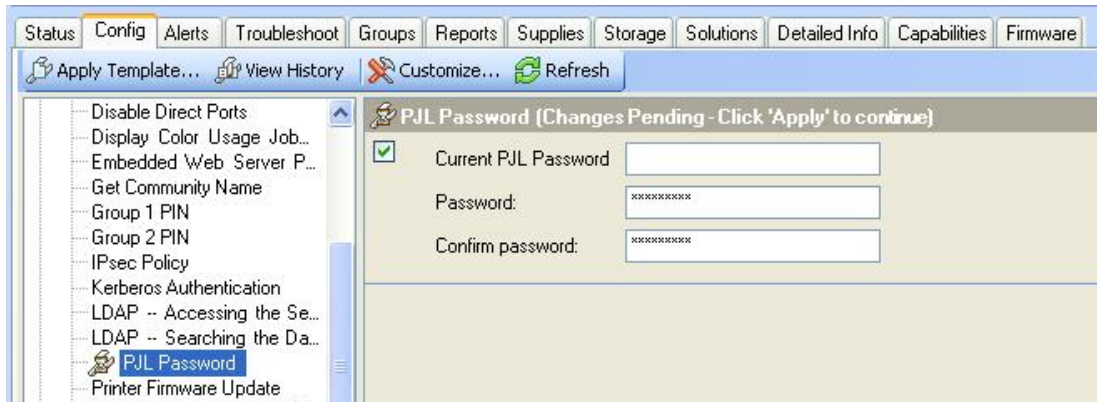 Status Config Alerts Troubleshoot Groups Reports Supplies Storage Solutions Detailed Info Capabilities Firmware
Apply Template... View History Customize... Refresh
Disable Direct Ports
Display Color Usage Job...
Embedded Web Server P...
Get Community Name
Group 1 PIN
Group 2 PIN
IPsec Policy
Kerberos Authentication
LDAP -- Accessing the Se...
LDAP -- Searching the Da...
PJL Password
Printer Firmware Update
PJL Password (Changes Pending - Click 'Apply' to continue)
Current PJL Password
Password: *********
Confirm password: *********